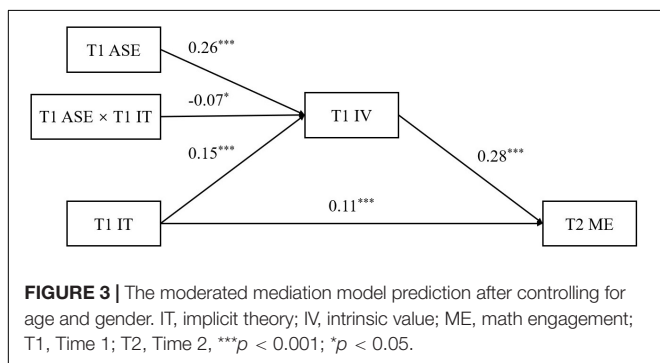 T1 ASE
0.26***
T1 ASE × T1 IT
-0.07*
T1 IV
0.15***
0.28***
T1 IT
0.11***
T2 ME
FIGURE 3 | The moderated mediation model prediction after controlling for
age and gender. IT, implicit theory; IV, intrinsic value; ME, math engagement;
T1, Time 1; T2, Time 2, ***p < 0.001; *p < 0.05.